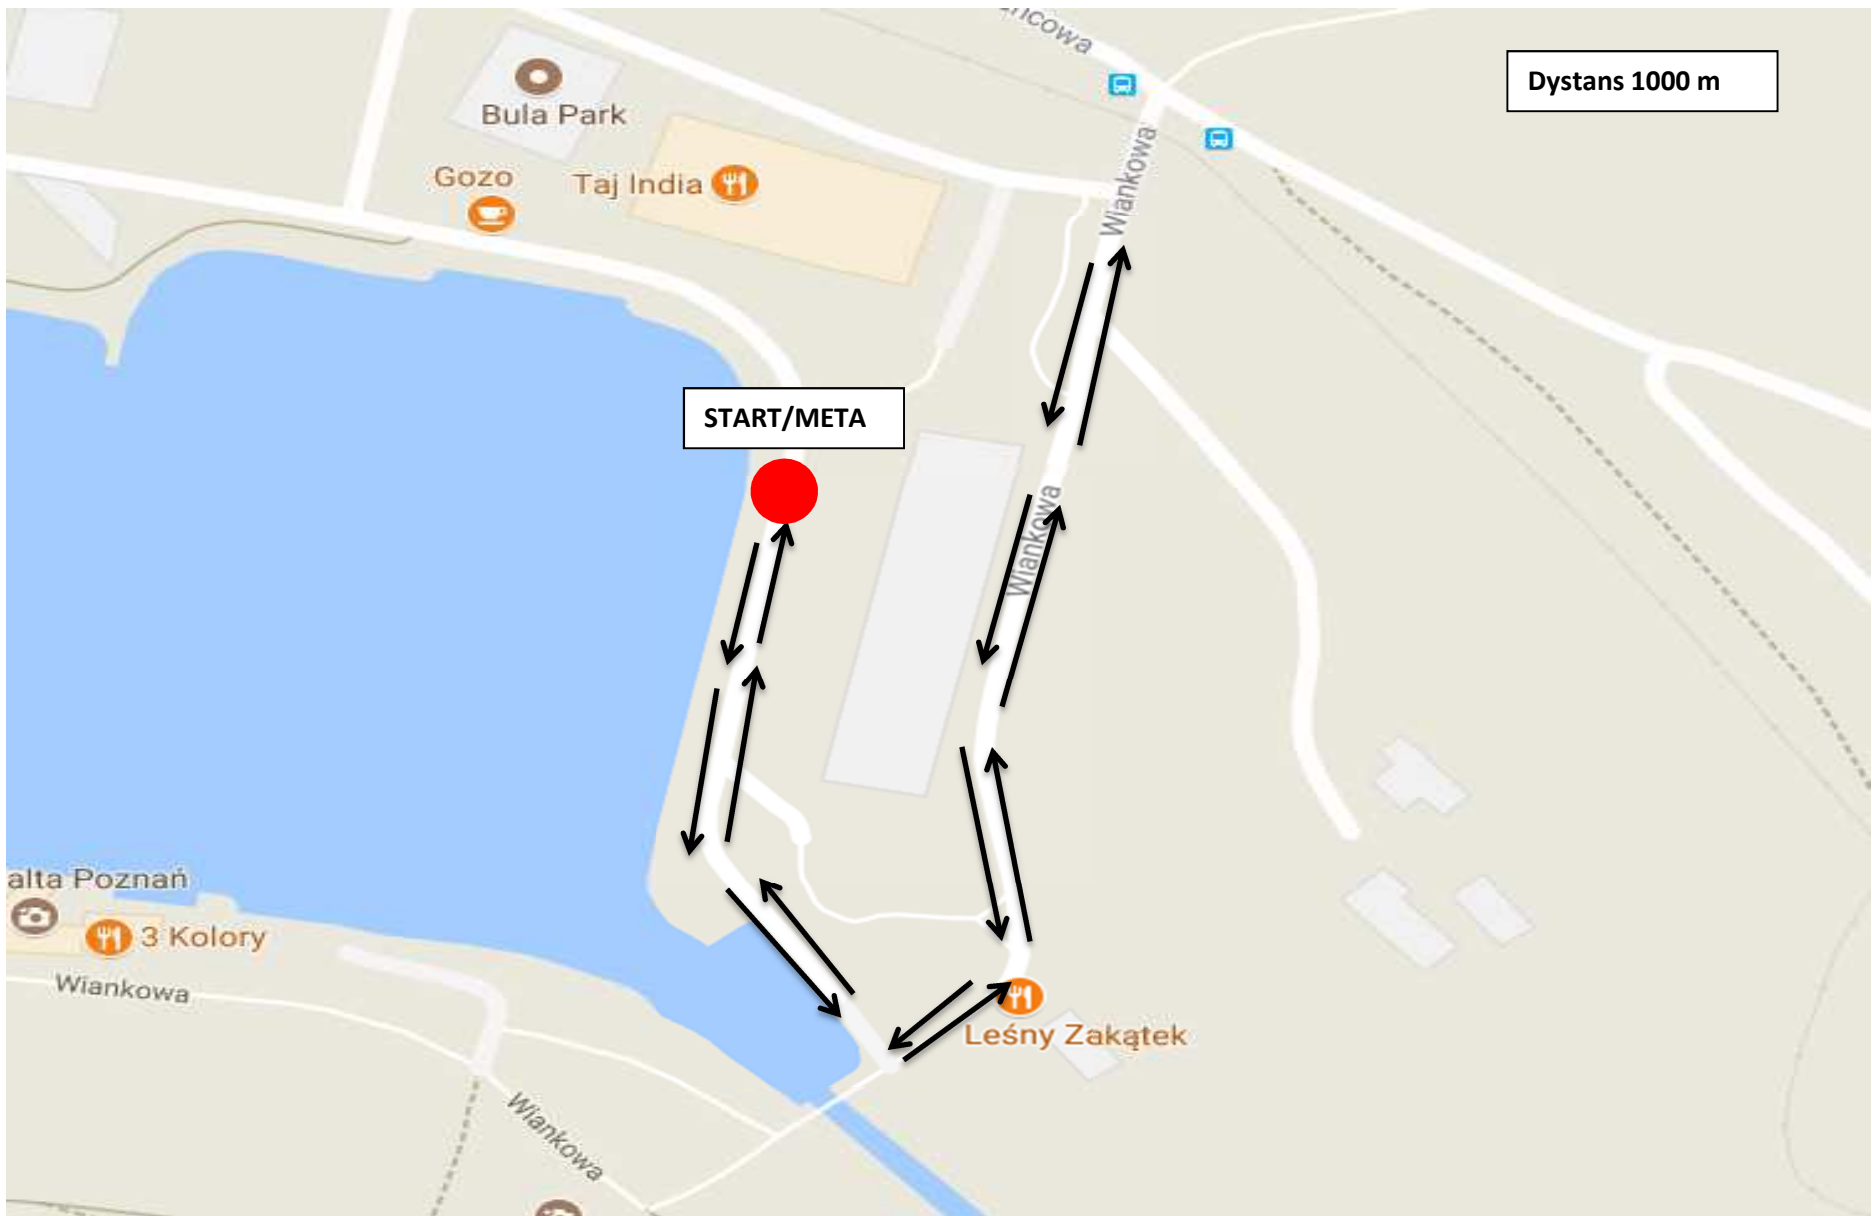 Dystans 1000 m
Bula Park
Wiankowa
Gozo
Taj India
START/META
Wiankowa
alta Poznań
3 Kolory
Wiankowa
Leśny Zakątek
Wiankowa